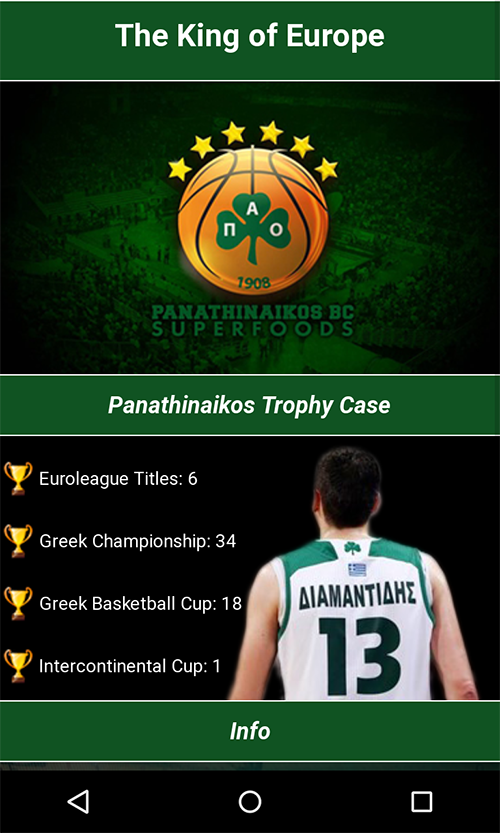 The King of Europe
Α
Π Ο
1908
PANATHINAIKOS BC
SUPERFOODS
Panathinaikos Trophy Case
Euroleague Titles: 6
Greek Championship: 34
Greek Basketball Cup: 18
Intercontinental Cup: 1
ΔΙΑΜΑΝΤΙΔΗΣ
13
Info